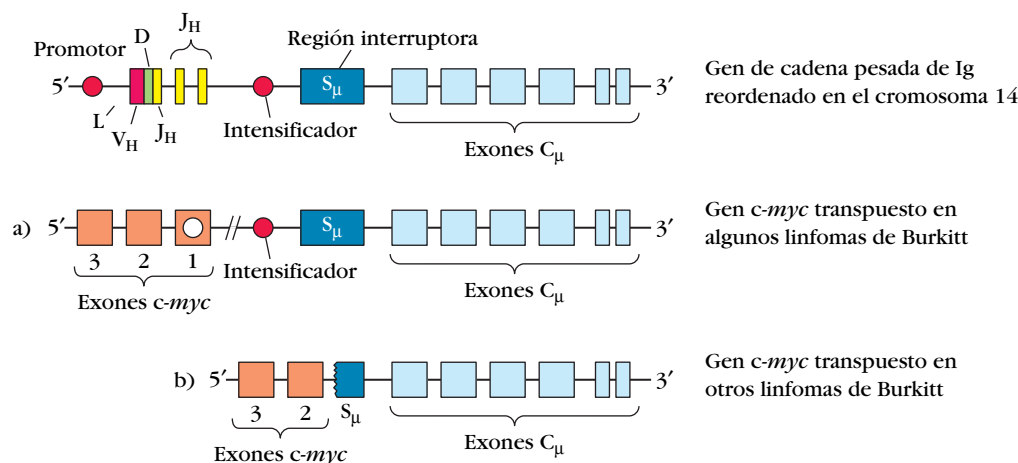 Promotor
D
J_H
Región interruptora
5′
S_μ
3′
L
V_H
J_H
Intensificador
Exones C_μ
Gen de cadena pesada de Ig
reordenado en el cromosoma 14
a)
5′
S_μ
3′
3 2 1
Intensificador
Exones c-myc
Exones C_μ
Gen c-myc transpuesto en
algunos linfomas de Burkitt
b)
5′
3′
3 2
S_μ
Exones c-myc
Exones C_μ
Gen c-myc transpuesto en
otros linfomas de Burkitt